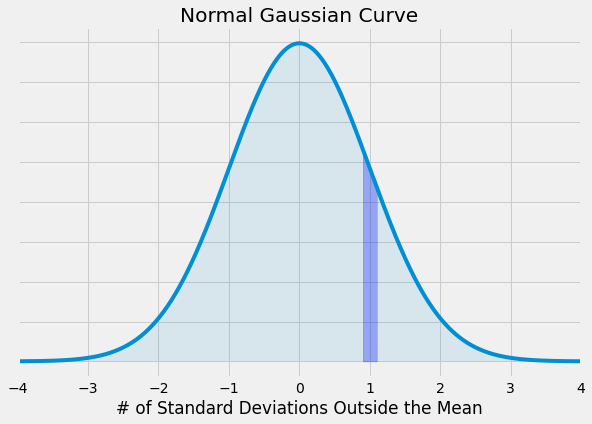 Normal Gaussian Curve
−4 −3 −2 −1 0 1 2 3 4
# of Standard Deviations Outside the Mean